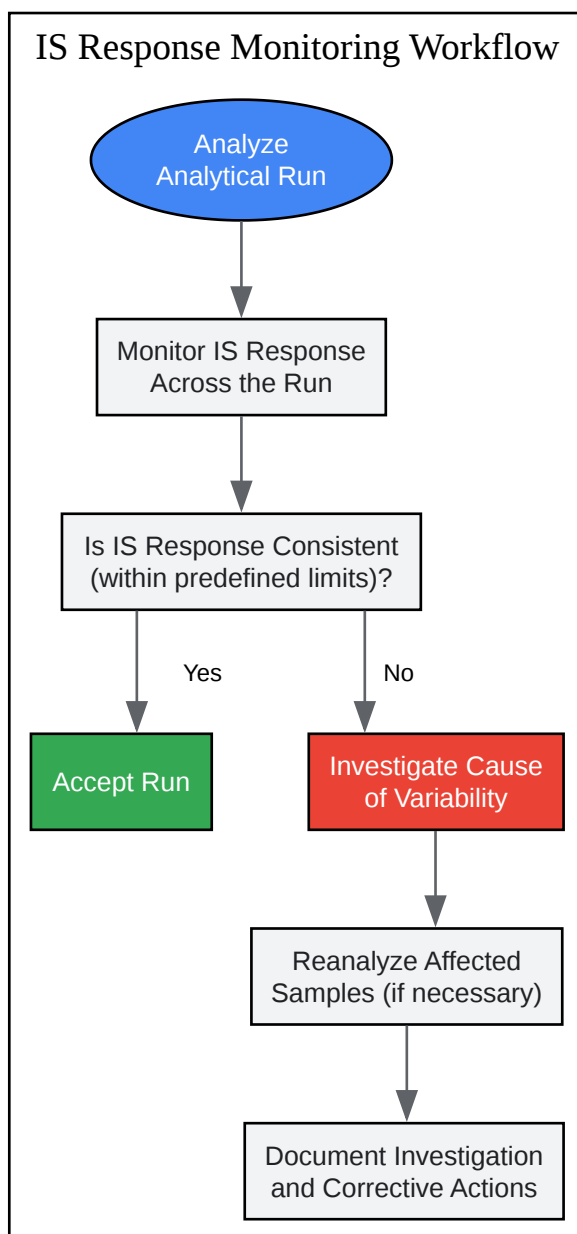 IS Response Monitoring Workflow
Analyze
Analytical Run
Monitor IS Response
Across the Run
Is IS Response Consistent
(within predefined limits)?
Yes
No
Accept Run
Investigate Cause
of Variability
Reanalyze Affected
Samples (if necessary)
Document Investigation
and Corrective Actions